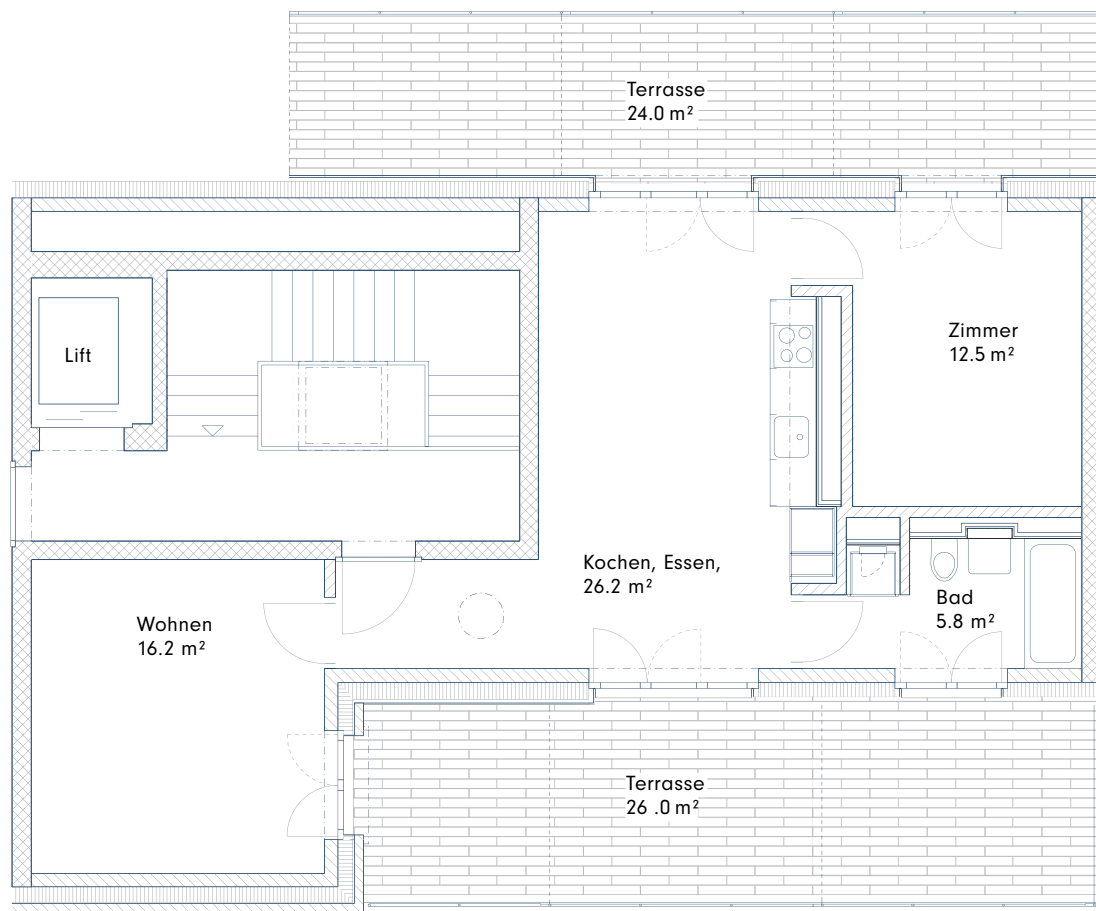 Terrasse
24.0 m²
Lift
Zimmer
12.5 m²
Kochen, Essen,
26.2 m²
Wohnen
16.2 m²
Bad
5.8 m²
Terrasse
26 .0 m²